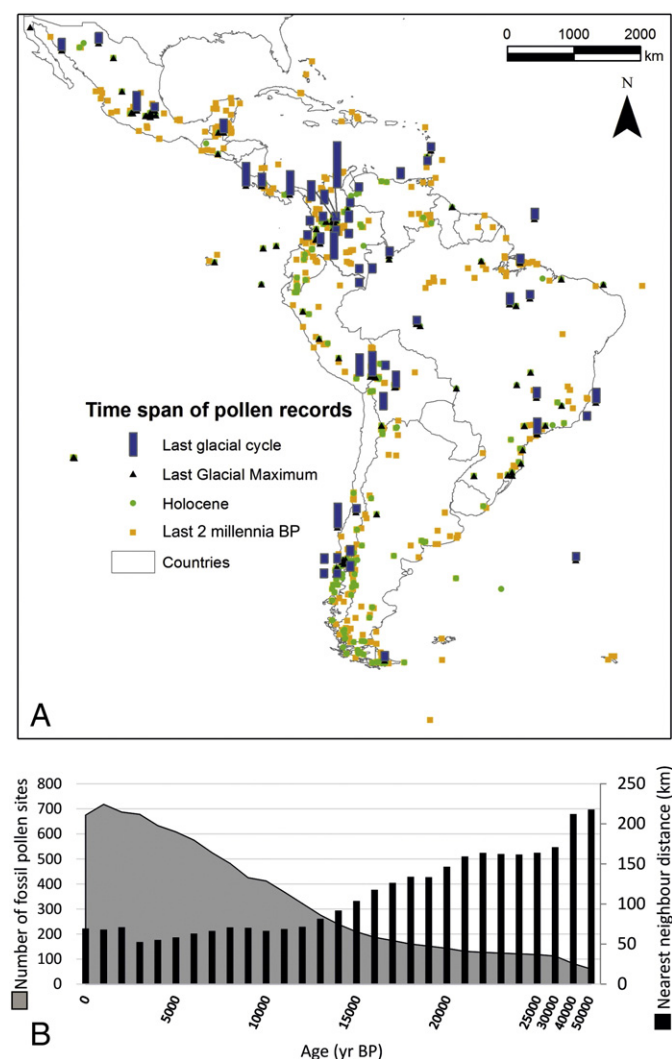 0 1000 2000
km
N
Time span of pollen records
Last glacial cycle
Last Glacial Maximum
Holocene
Last 2 millennia BP
Countries
A
800
700
600
500
400
300
200
100
0
Number of fossil pollen sites
250
200
150
100
50
0
Nearest neighbour distance (km)
0
5000
10000
15000
20000
25000
30000
40000
50000
Age (yr BP)
B